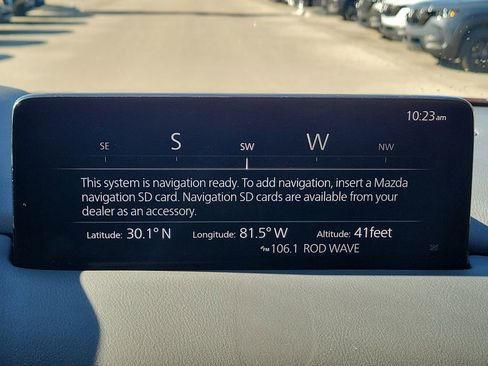 10:23am
SE S SW W NW
This system is navigation ready. To add navigation, insert a Mazda
navigation SD card. Navigation SD cards are available from your
dealer as an accessory.
Latitude: 30.1° N Longitude: 81.5° W Altitude: 41feet
106.1 ROD WAVE